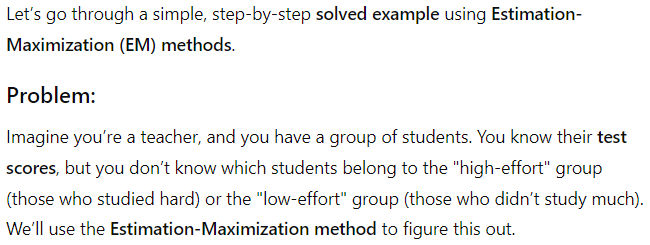 Let’s go through a simple, step-by-step solved example using Estimation-
Maximization (EM) methods.
Problem:
Imagine you’re a teacher, and you have a group of students. You know their test
scores, but you don’t know which students belong to the "high-effort" group
(those who studied hard) or the "low-effort" group (those who didn’t study much).
We’ll use the Estimation-Maximization method to figure this out.